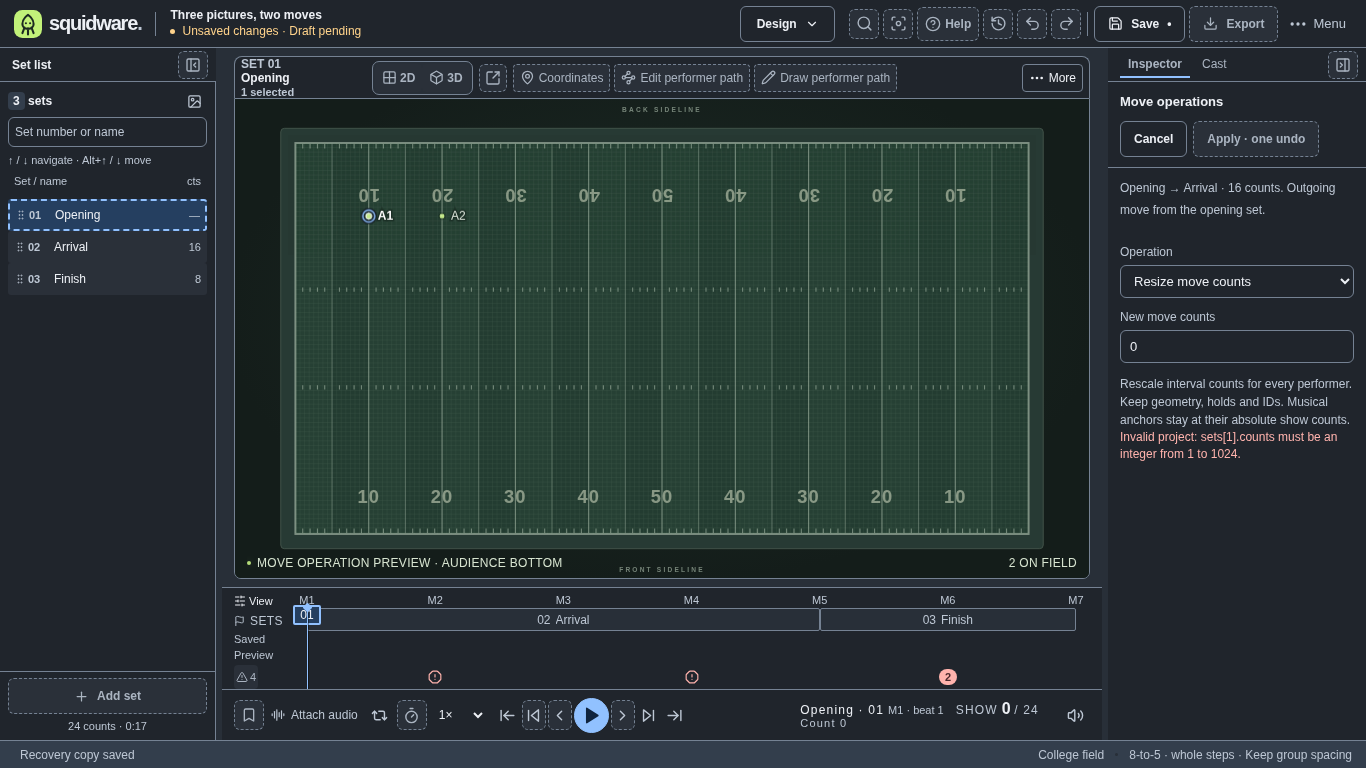 squidware.
Three pictures, two moves
Unsaved changes · Draft pending
Design
Help
Save •
Export
Menu
Set list
3 sets
Set number or name
↑ / ↓ navigate · Alt+↑ / ↓ move
Set / name cts
01 Opening —
02 Arrival 16
03 Finish 8
Add set
24 counts · 0:17
SET 01
Opening
1 selected
2D
3D
Coordinates
Edit performer path
Draw performer path
More
BACK SIDELINE
10 20 30 40 50 40 30 20 10
A1
A2
10 20 30 40 50 40 30 20 10
MOVE OPERATION PREVIEW · AUDIENCE BOTTOM
FRONT SIDELINE
2 ON FIELD
View
M1 M2 M3 M4 M5 M6 M7
SETS
01
02 Arrival
03 Finish
Saved
Preview
4
2
Attach audio
1×
Opening · 01 M1 · beat 1 SHOW 0 / 24
Count 0
Inspector
Cast
Move operations
Cancel
Apply · one undo
Opening → Arrival · 16 counts. Outgoing
move from the opening set.
Operation
Resize move counts
New move counts
0
Rescale interval counts for every performer.
Keep geometry, holds and IDs. Musical
anchors stay at their absolute show counts.
Invalid project: sets[1].counts must be an
integer from 1 to 1024.
Recovery copy saved
College field · 8-to-5 · whole steps · Keep group spacing